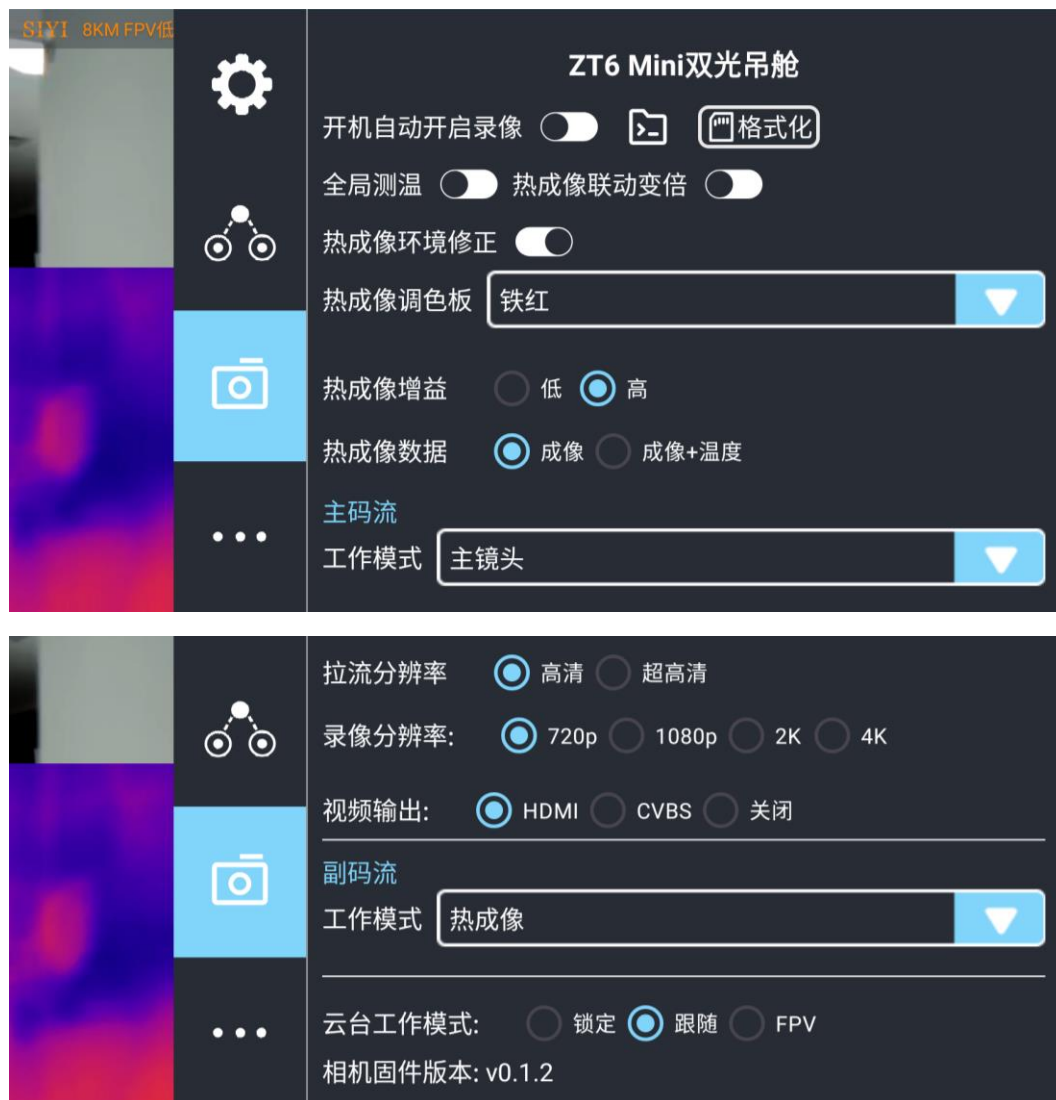 SIYI 8KM FPV低
ZT6 Mini双光吊舱
开机自动开启录像 格式化
全局测温 热成像联动变倍
热成像环境修正
热成像调色板 铁红
热成像增益 低 高
热成像数据 成像 成像+温度
主码流
工作模式 主镜头
拉流分辨率 高清 超高清
录像分辨率: 720p 1080p 2K 4K
视频输出: HDMI CVBS 关闭
副码流
工作模式 热成像
云台工作模式: 锁定 跟随 FPV
相机固件版本: v0.1.2